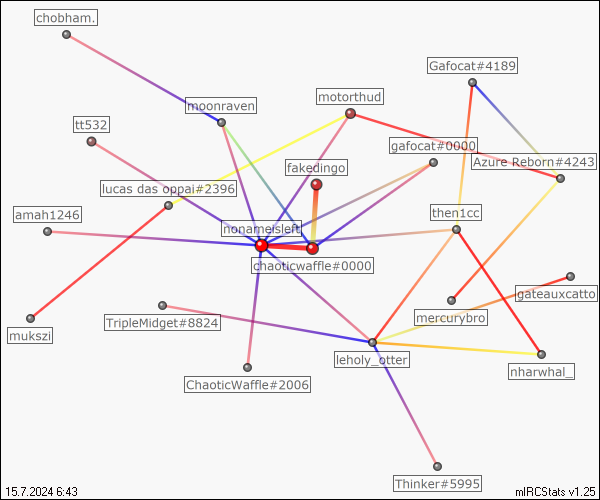 chobham.
Gafocat#4189
moonraven
motorthud
tt532
gafocat#0000
fakedingo
Azure Reborn#4243
lucas das oppai#2396
amah1246
then1cc
nonameisleft
chaoticwaffle#0000
gateauxcatto
TripleMidget#8824
mercurybro
mukszi
leholy_otter
nharwhal_
ChaoticWaffle#2006
Thinker#5995
15.7.2024 6:43
mIRCStats v1.25